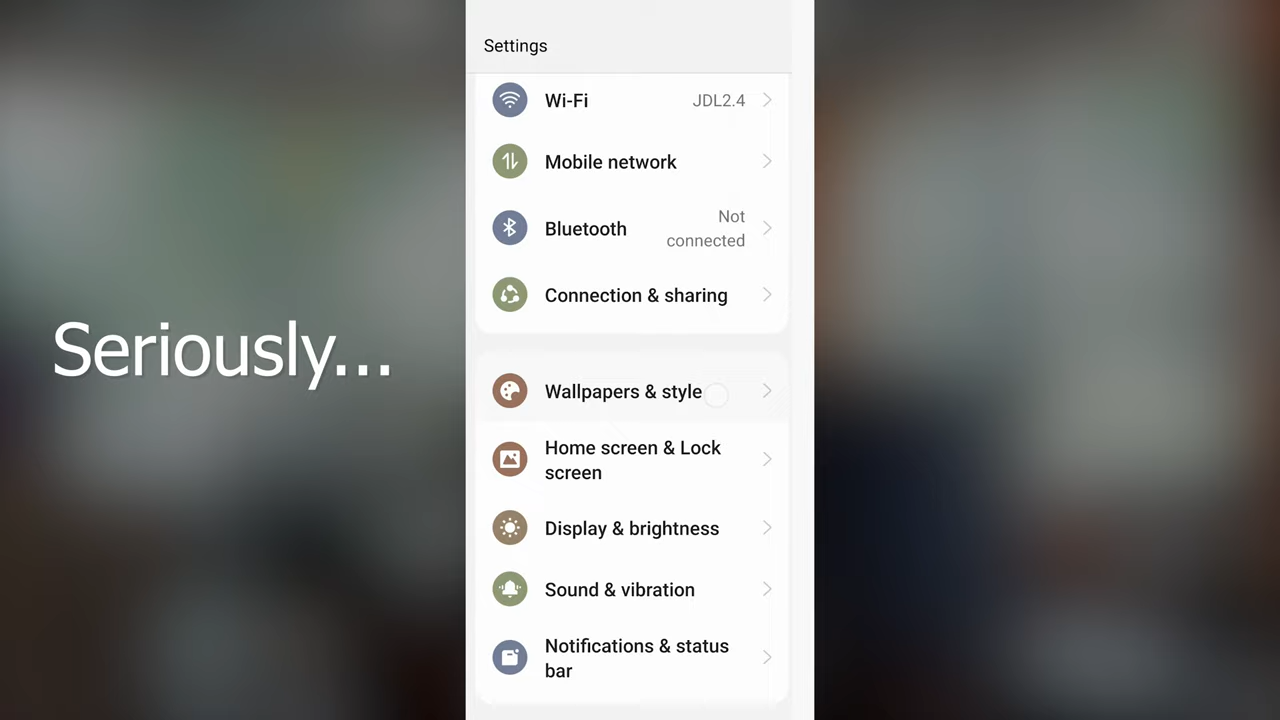 Settings
Wi-Fi JDL2.4
Mobile network
Bluetooth Not connected
Connection & sharing
Seriously...
Wallpapers & style
Home screen & Lock
screen
Display & brightness
Sound & vibration
Notifications & status
bar